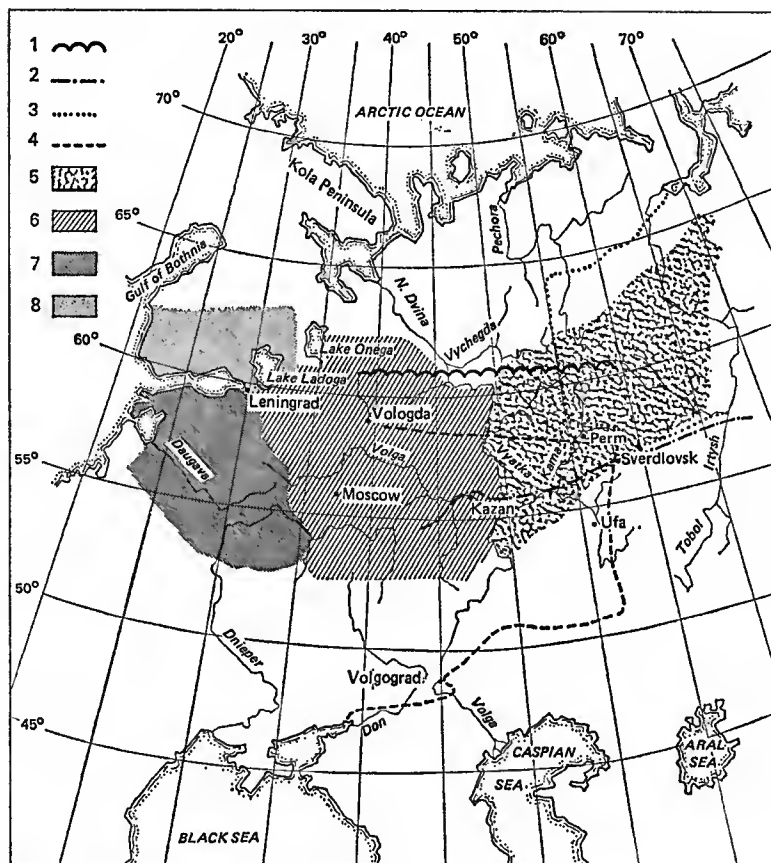 20° 30° 40° 50° 60° 70°
1
2
3
4
5
6
7
8
70°
65°
60°
55°
50°
45°
ARCTIC OCEAN
Kola Peninsula
Pechora
Gulf of Bothnia
N. Dvina
Vychegda
Lake Onega
Lake Ladoga
Leningrad
Vologda
Perm
Sverdlovsk
Daugava
Volga
Vyatka
Kama
Irtysh
Moscow
Kazan
Ufa
Tobol
Dnieper
Volgograd
Don
Volga
CASPIAN
SEA
ARAL
SEA
BLACK SEA